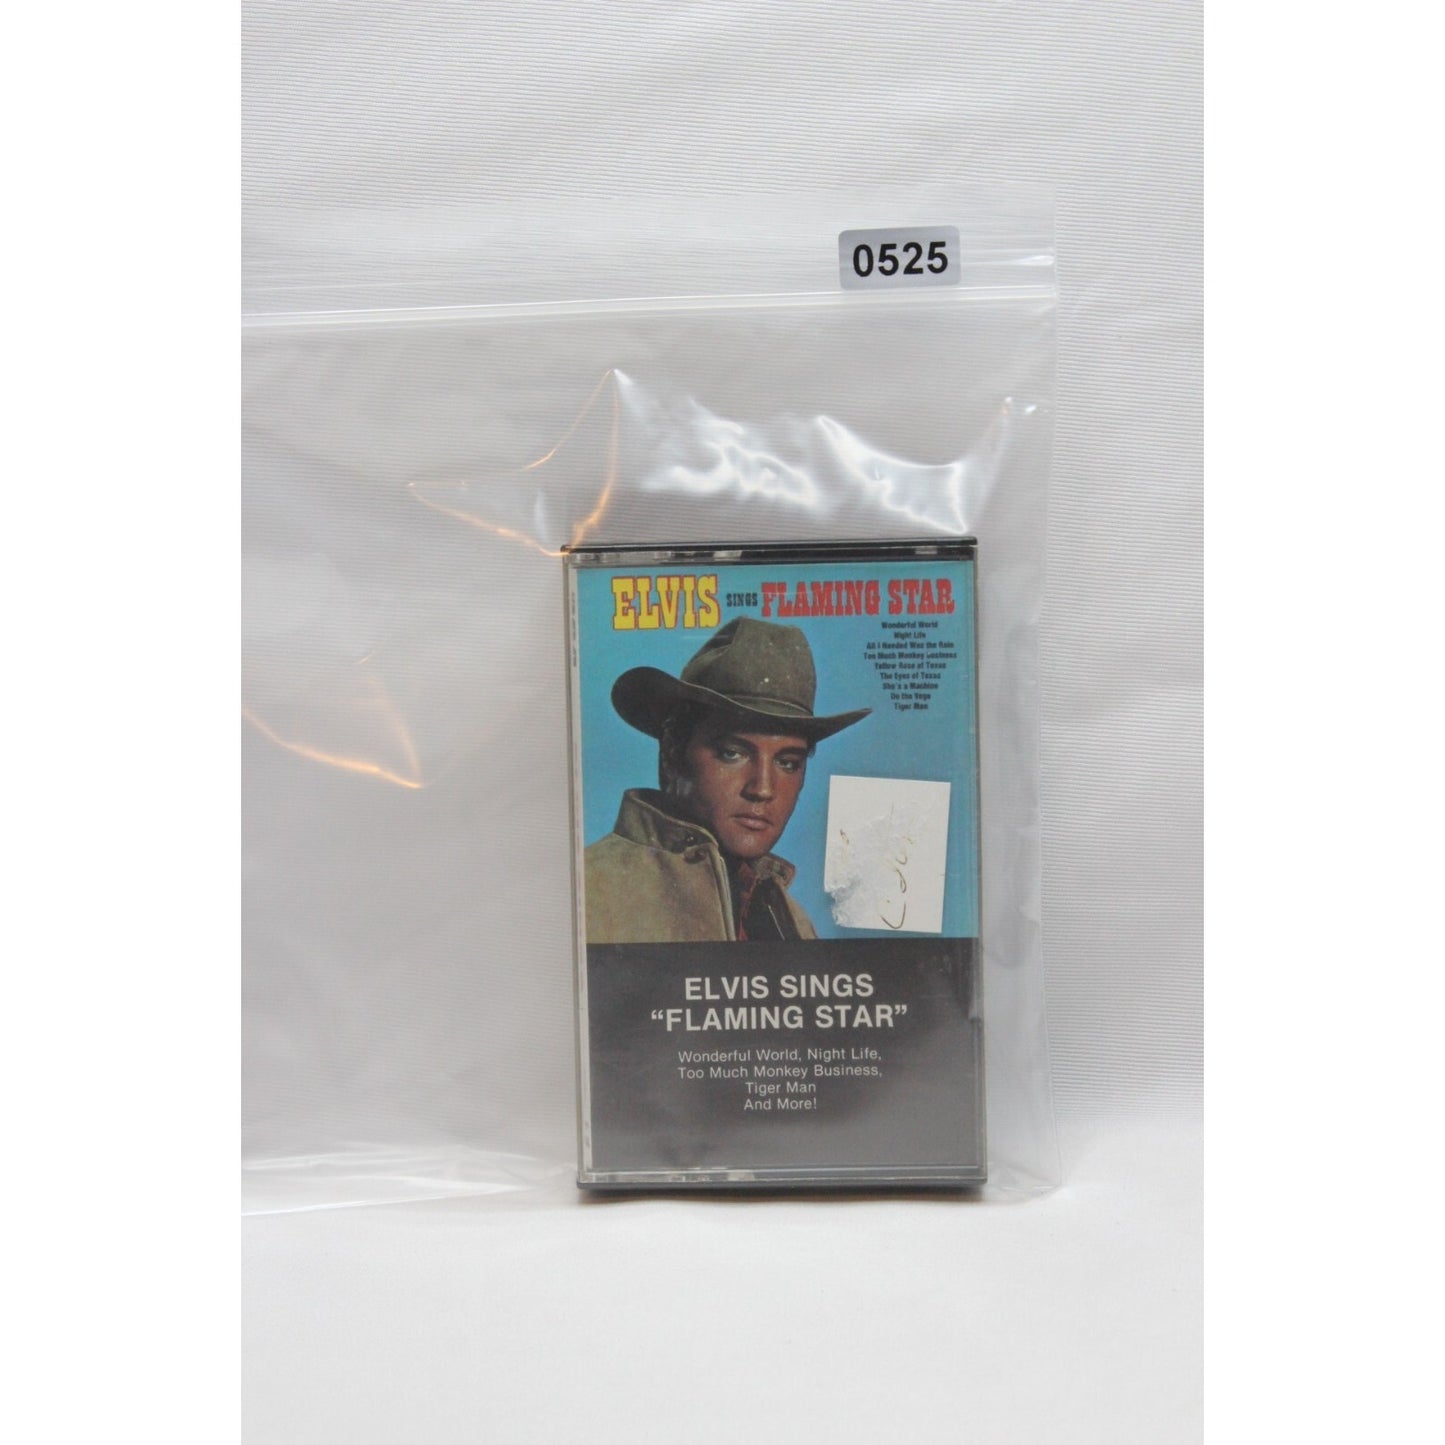 0525
ELVIS SINGS FLAMING STAR
Wonderful World
Night Life
All I Needed Was the Rain
Too Much Monkey Business
Yellow Rose of Texas
The Eyes of Texas
She's a Machine
Do the Vega
Tiger Man
ELVIS SINGS
“FLAMING STAR”
Wonderful World, Night Life,
Too Much Monkey Business,
Tiger Man
And More!